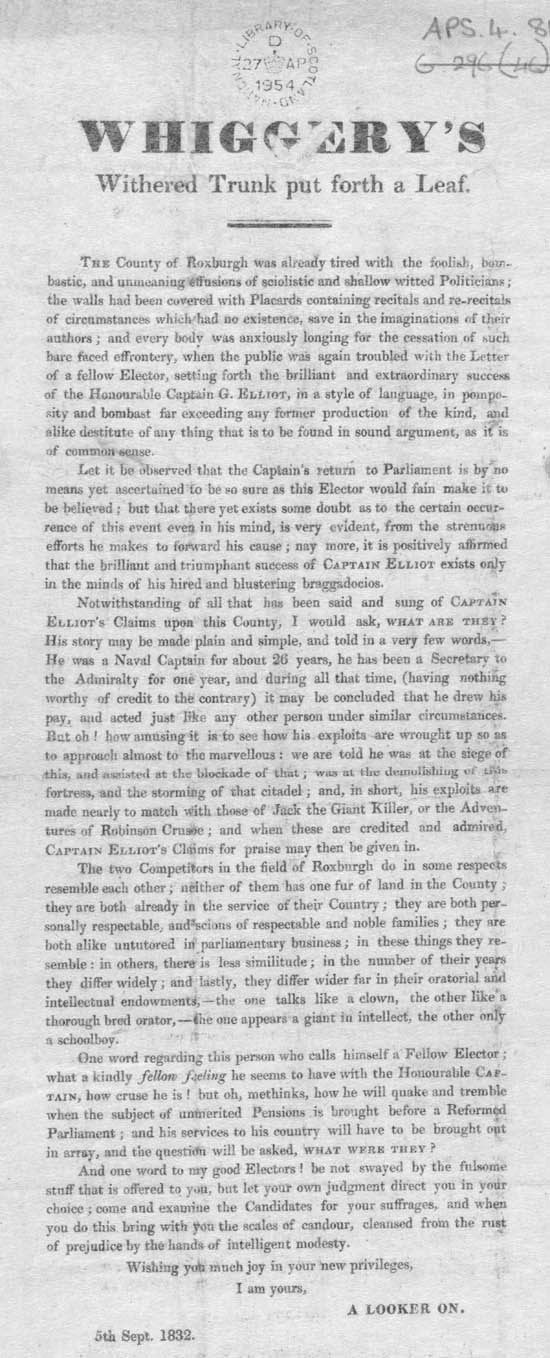 LIBRARY OF SCOTLAND
D
27 AP
1954
NATIONAL
APS. 4. 8
G 296 (40)
WHIGGERY'S
Withered Trunk put forth a Leaf.
THE County of Roxburgh was already tired with the foolish, bom-
bastic, and unmeaning effusions of sciolistic and shallow witted Politicians;
the walls had been covered with Placards containing recitals and re-recitals
of circumstances which had no existence, save in the imaginations of their
authors; and every body was anxiously longing for the cessation of such
bare faced effrontery, when the public was again troubled with the Letter
of a fellow Elector, setting forth the brilliant and extraordinary success
of the Honourable Captain G. ELLIOT, in a style of language, in pompo-
sity and bombast far exceeding any former production of the kind, and
alike destitute of any thing that is to be found in sound argument, as it is
of common sense.
Let it be observed that the Captain's return to Parliament is by no
means yet ascertained to be so sure as this Elector would fain make it to
be believed; but that there yet exists some doubt as to the certain occur-
rence of this event even in his mind, is very evident, from the strenuous
efforts he makes to forward his cause; nay more, it is positively affirmed
that the brilliant and triumphant success of CAPTAIN ELLIOT exists only
in the minds of his hired and blustering braggadocios.
Notwithstanding of all that has been said and sung of CAPTAIN
ELLIOT'S Claims upon this County, I would ask, WHAT ARE THEY?
His story may be made plain and simple, and told in a very few words,—
He was a Naval Captain for about 26 years, he has been a Secretary to
the Admiralty for one year, and during all that time, (having nothing
worthy of credit to the contrary) it may be concluded that he drew his
pay, and acted just like any other person under similar circumstances.
But oh! how amusing it is to see how his exploits are wrought up so as
to approach almost to the marvellous: we are told he was at the siege of
this, and assisted at the blockade of that; was at the demolishing of this
fortress, and the storming of that citadel; and, in short, his exploits are
made nearly to match with those of Jack the Giant Killer, or the Adven-
tures of Robinson Crusoe; and when these are credited and admired,
CAPTAIN ELLIOT'S Claims for praise may then be given in.
The two Competitors in the field of Roxburgh do in some respects
resemble each other; neither of them has one fur of land in the County;
they are both already in the service of their Country; they are both per-
sonally respectable, and scions of respectable and noble families; they are
both alike untutored in parliamentary business; in these things they re-
semble: in others, there is less similitude; in the number of their years
they differ widely; and lastly, they differ wider far in their oratorial and
intellectual endowments,—the one talks like a clown, the other like a
thorough bred orator,—the one appears a giant in intellect, the other only
a schoolboy.
One word regarding this person who calls himself a Fellow Elector;
what a kindly fellow feeling he seems to have with the Honourable CAP-
TAIN, how cruse he is! but oh, methinks, how he will quake and tremble
when the subject of unmerited Pensions is brought before a Reformed
Parliament; and his services to his country will have to be brought out
in array, and the question will be asked, WHAT WERE THEY?
And one word to my good Electors! be not swayed by the fulsome
stuff that is offered to you, but let your own judgment direct you in your
choice; come and examine the Candidates for your suffrages, and when
you do this bring with you the scales of candour, cleansed from the rust
of prejudice by the hands of intelligent modesty.
Wishing you much joy in your new privileges,
I am yours,
A LOOKER ON.
5th Sept. 1832.